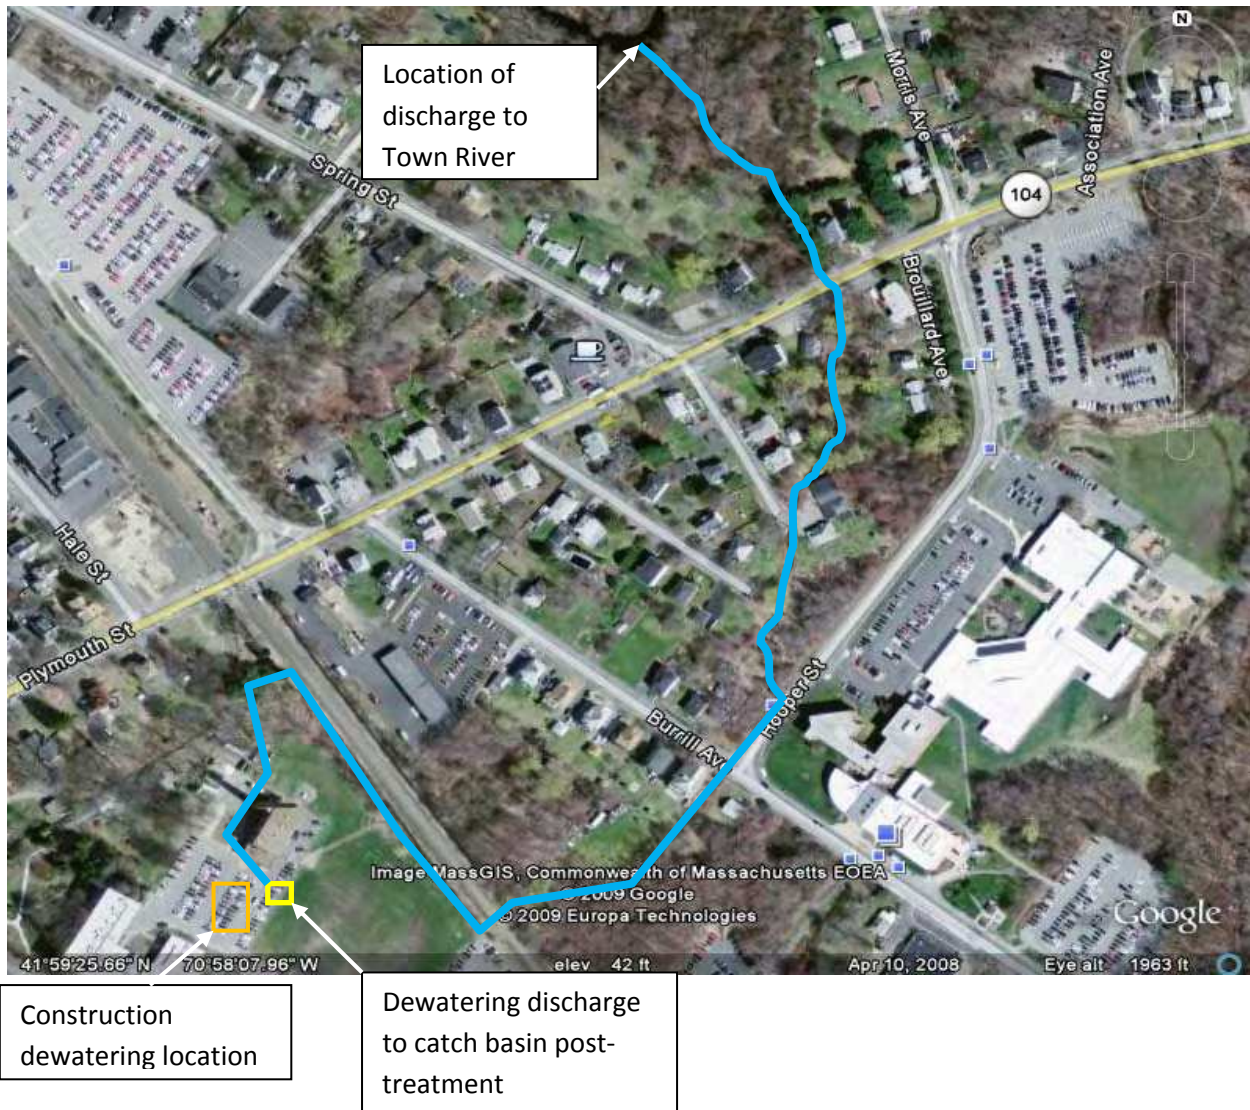 N
Location of
discharge to
Town River
Morris Ave
Association Ave
Spring St
104
Brouillard Ave
Hale St
Plymouth St
Hooper St
Burrill Ave
Image MassGIS, Commonwealth of Massachusetts EOEA
© 2009 Google
© 2009 Europa Technologies
Google
41°59'25.66" N 70°58'07.96" W elev 42 ft Apr 10, 2008 Eye alt 1963 ft
Construction
dewatering location
Dewatering discharge
to catch basin post-
treatment